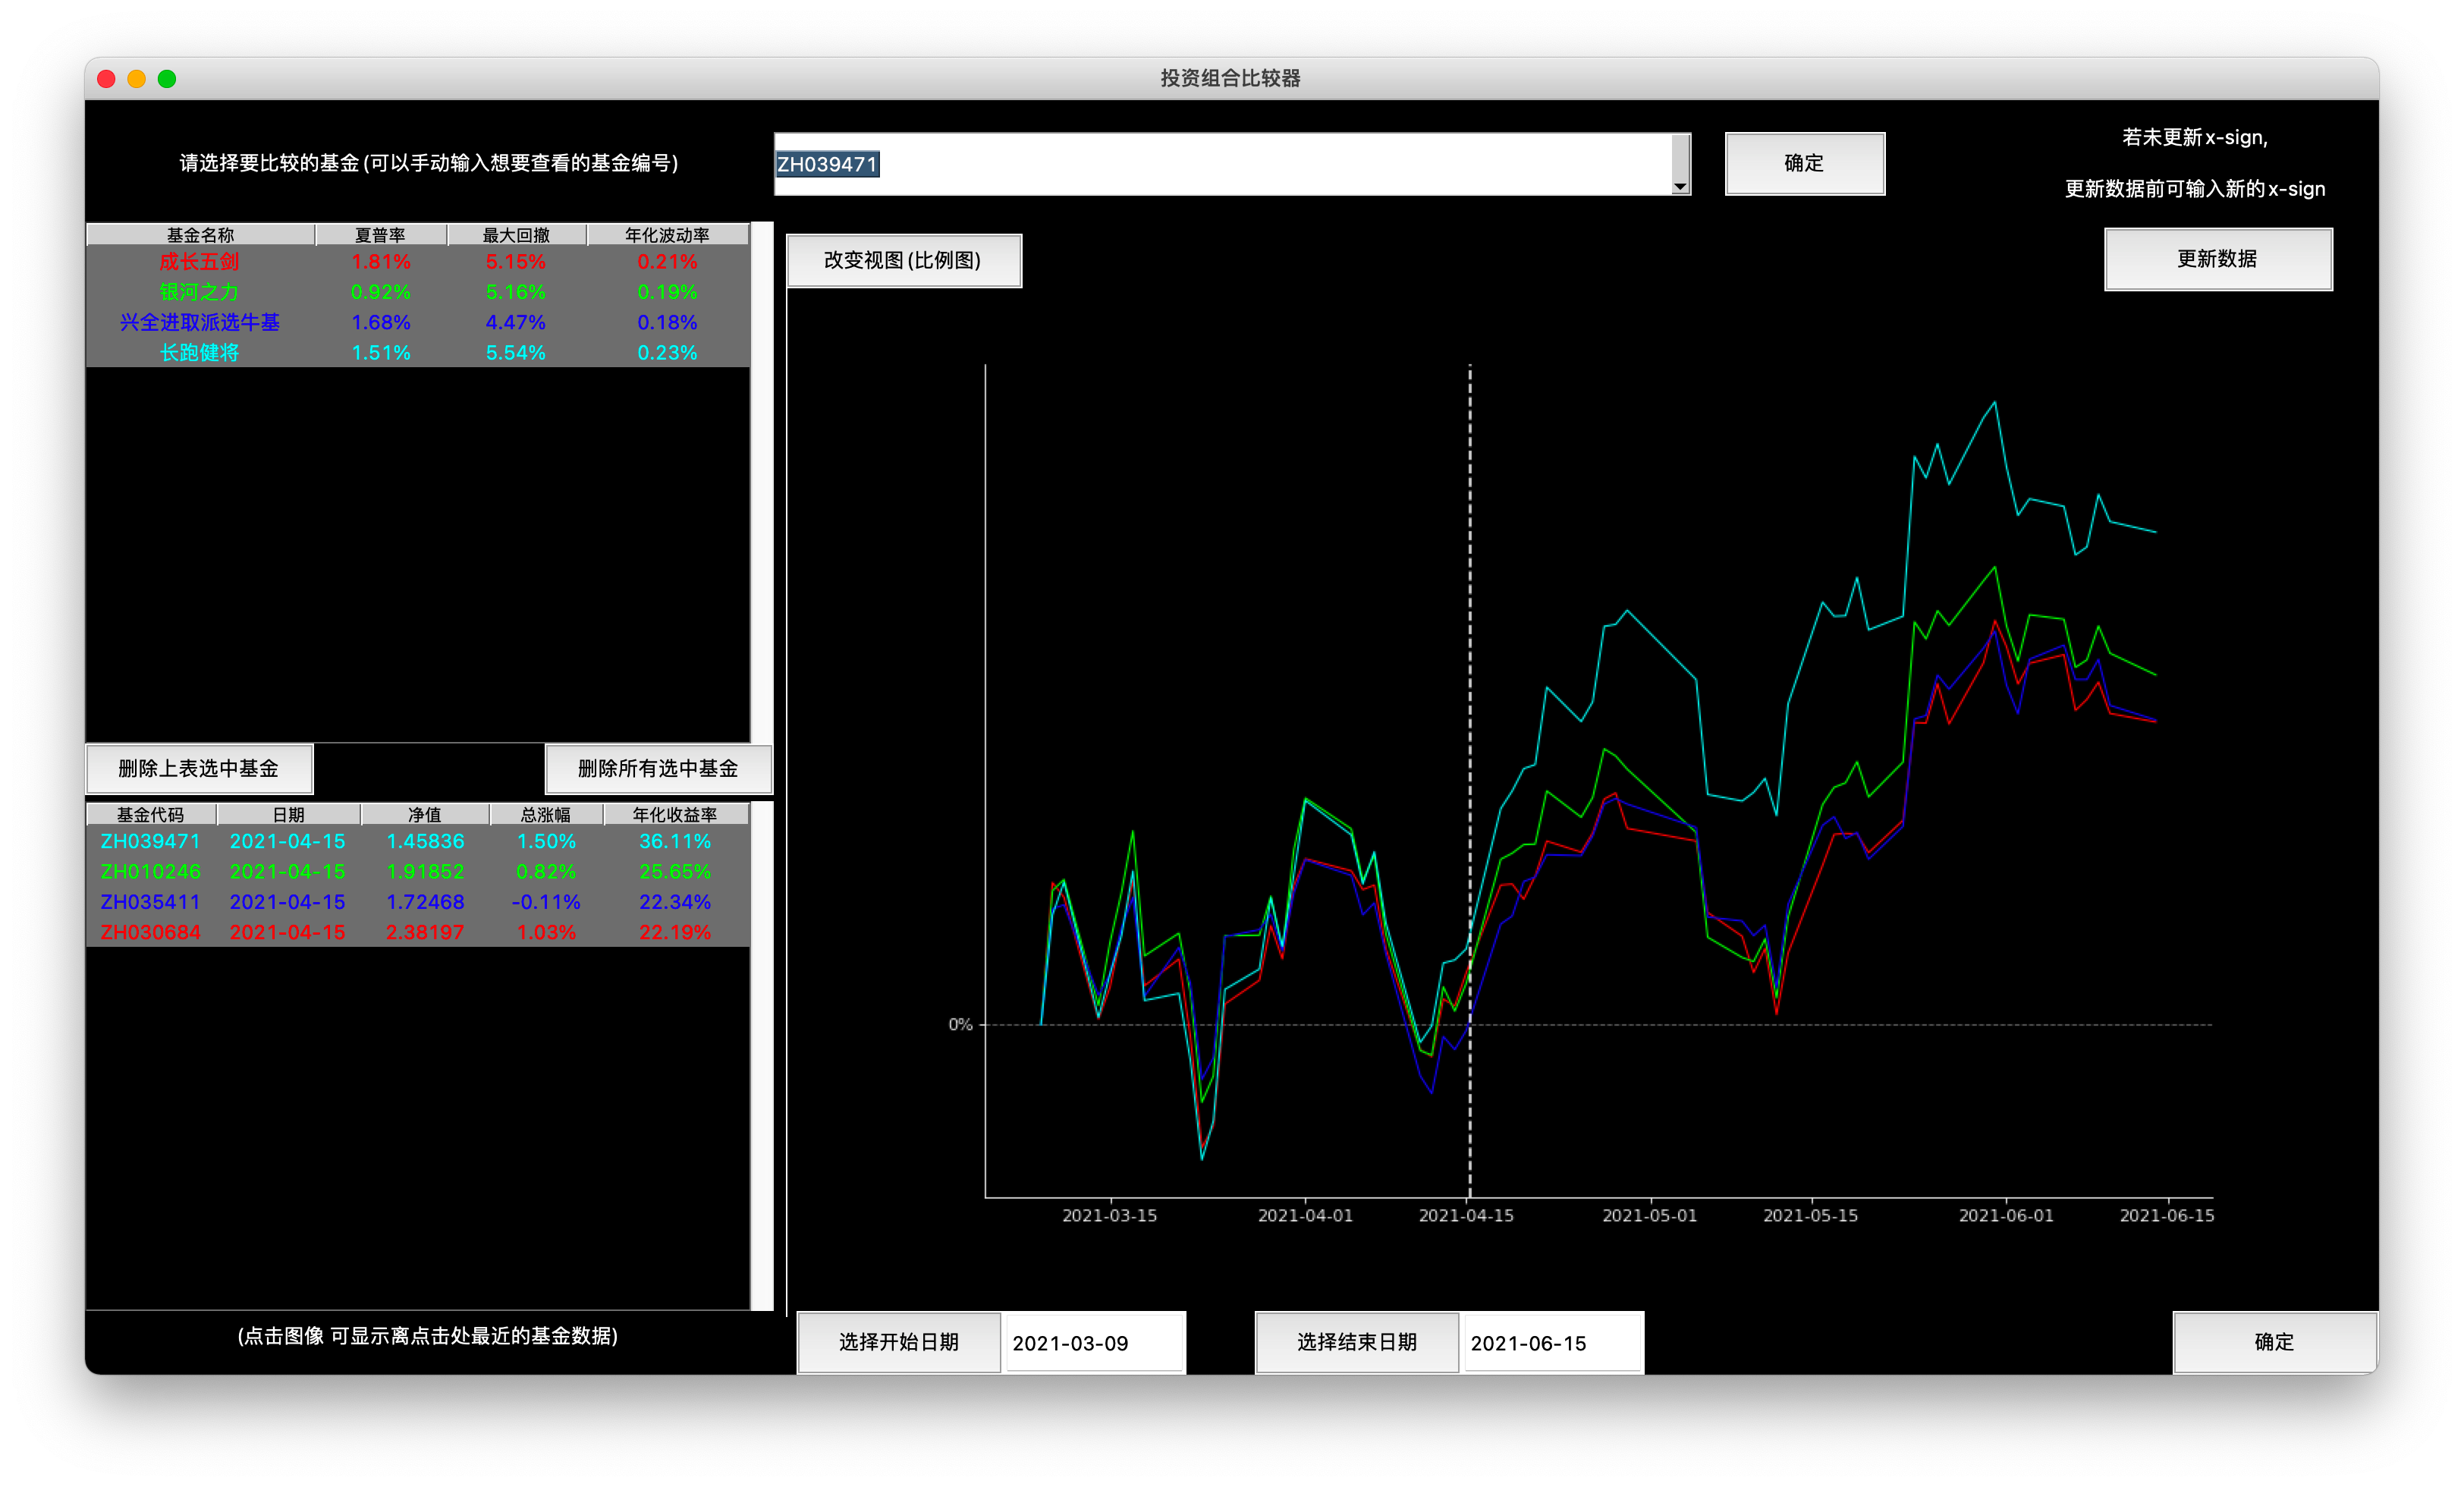 投资组合比较器
请选择要比较的基金(可以手动输入想要查看的基金编号)
ZH039471
确定
若未更新x-sign,
更新数据前可输入新的x-sign
更新数据
改变视图(比例图)
基金名称 夏普率 最大回撤 年化波动率
成长五剑 1.81% 5.15% 0.21%
银河之力 0.92% 5.16% 0.19%
兴全进取派选牛基 1.68% 4.47% 0.18%
长跑健将 1.51% 5.54% 0.23%
删除上表选中基金
删除所有选中基金
基金代码 日期 净值 总涨幅 年化收益率
ZH039471 2021-04-15 1.45836 1.50% 36.11%
ZH010246 2021-04-15 1.91852 0.82% 25.65%
ZH035411 2021-04-15 1.72468 -0.11% 22.34%
ZH030684 2021-04-15 2.38197 1.03% 22.19%
(点击图像 可显示离点击处最近的基金数据)
0%
2021-03-15 2021-04-01 2021-04-15 2021-05-01 2021-05-15 2021-06-01 2021-06-15
选择开始日期 2021-03-09
选择结束日期 2021-06-15
确定